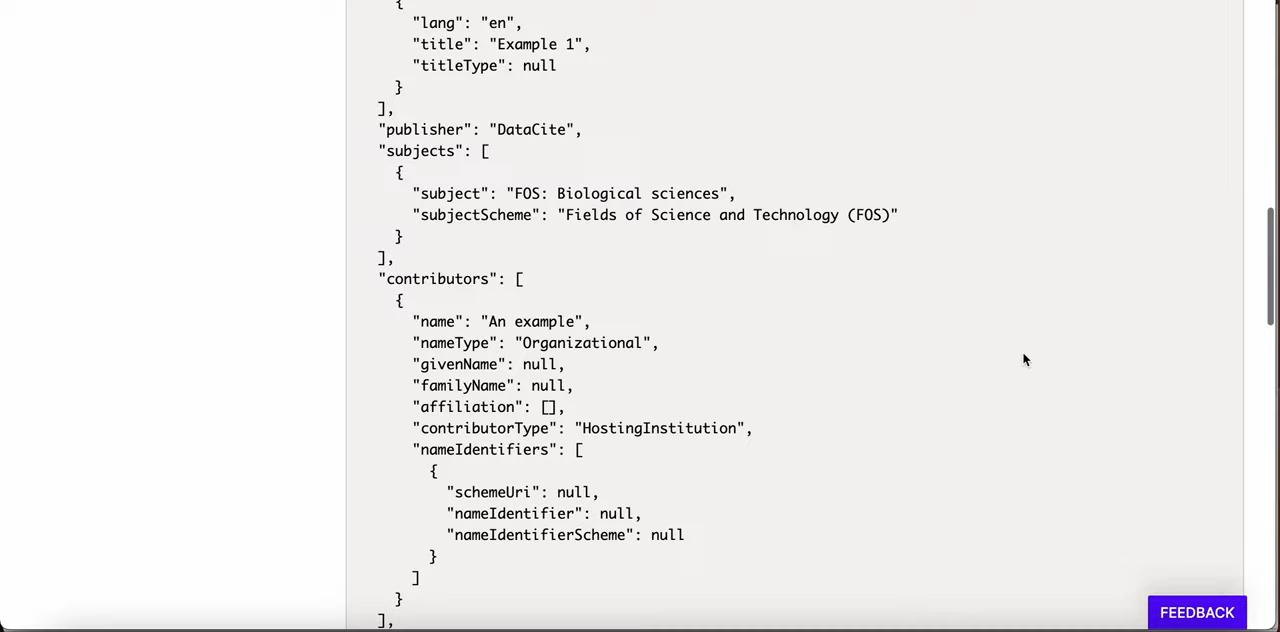 {
"lang": "en",
"title": "Example 1",
"titleType": null
}
],
"publisher": "DataCite",
"subjects": [
{
"subject": "FOS: Biological sciences",
"subjectScheme": "Fields of Science and Technology (FOS)"
}
],
"contributors": [
{
"name": "An example",
"nameType": "Organizational",
"givenName": null,
"familyName": null,
"affiliation": [],
"contributorType": "HostingInstitution",
"nameIdentifiers": [
{
"schemeUri": null,
"nameIdentifier": null,
"nameIdentifierScheme": null
}
]
}
],
FEEDBACK